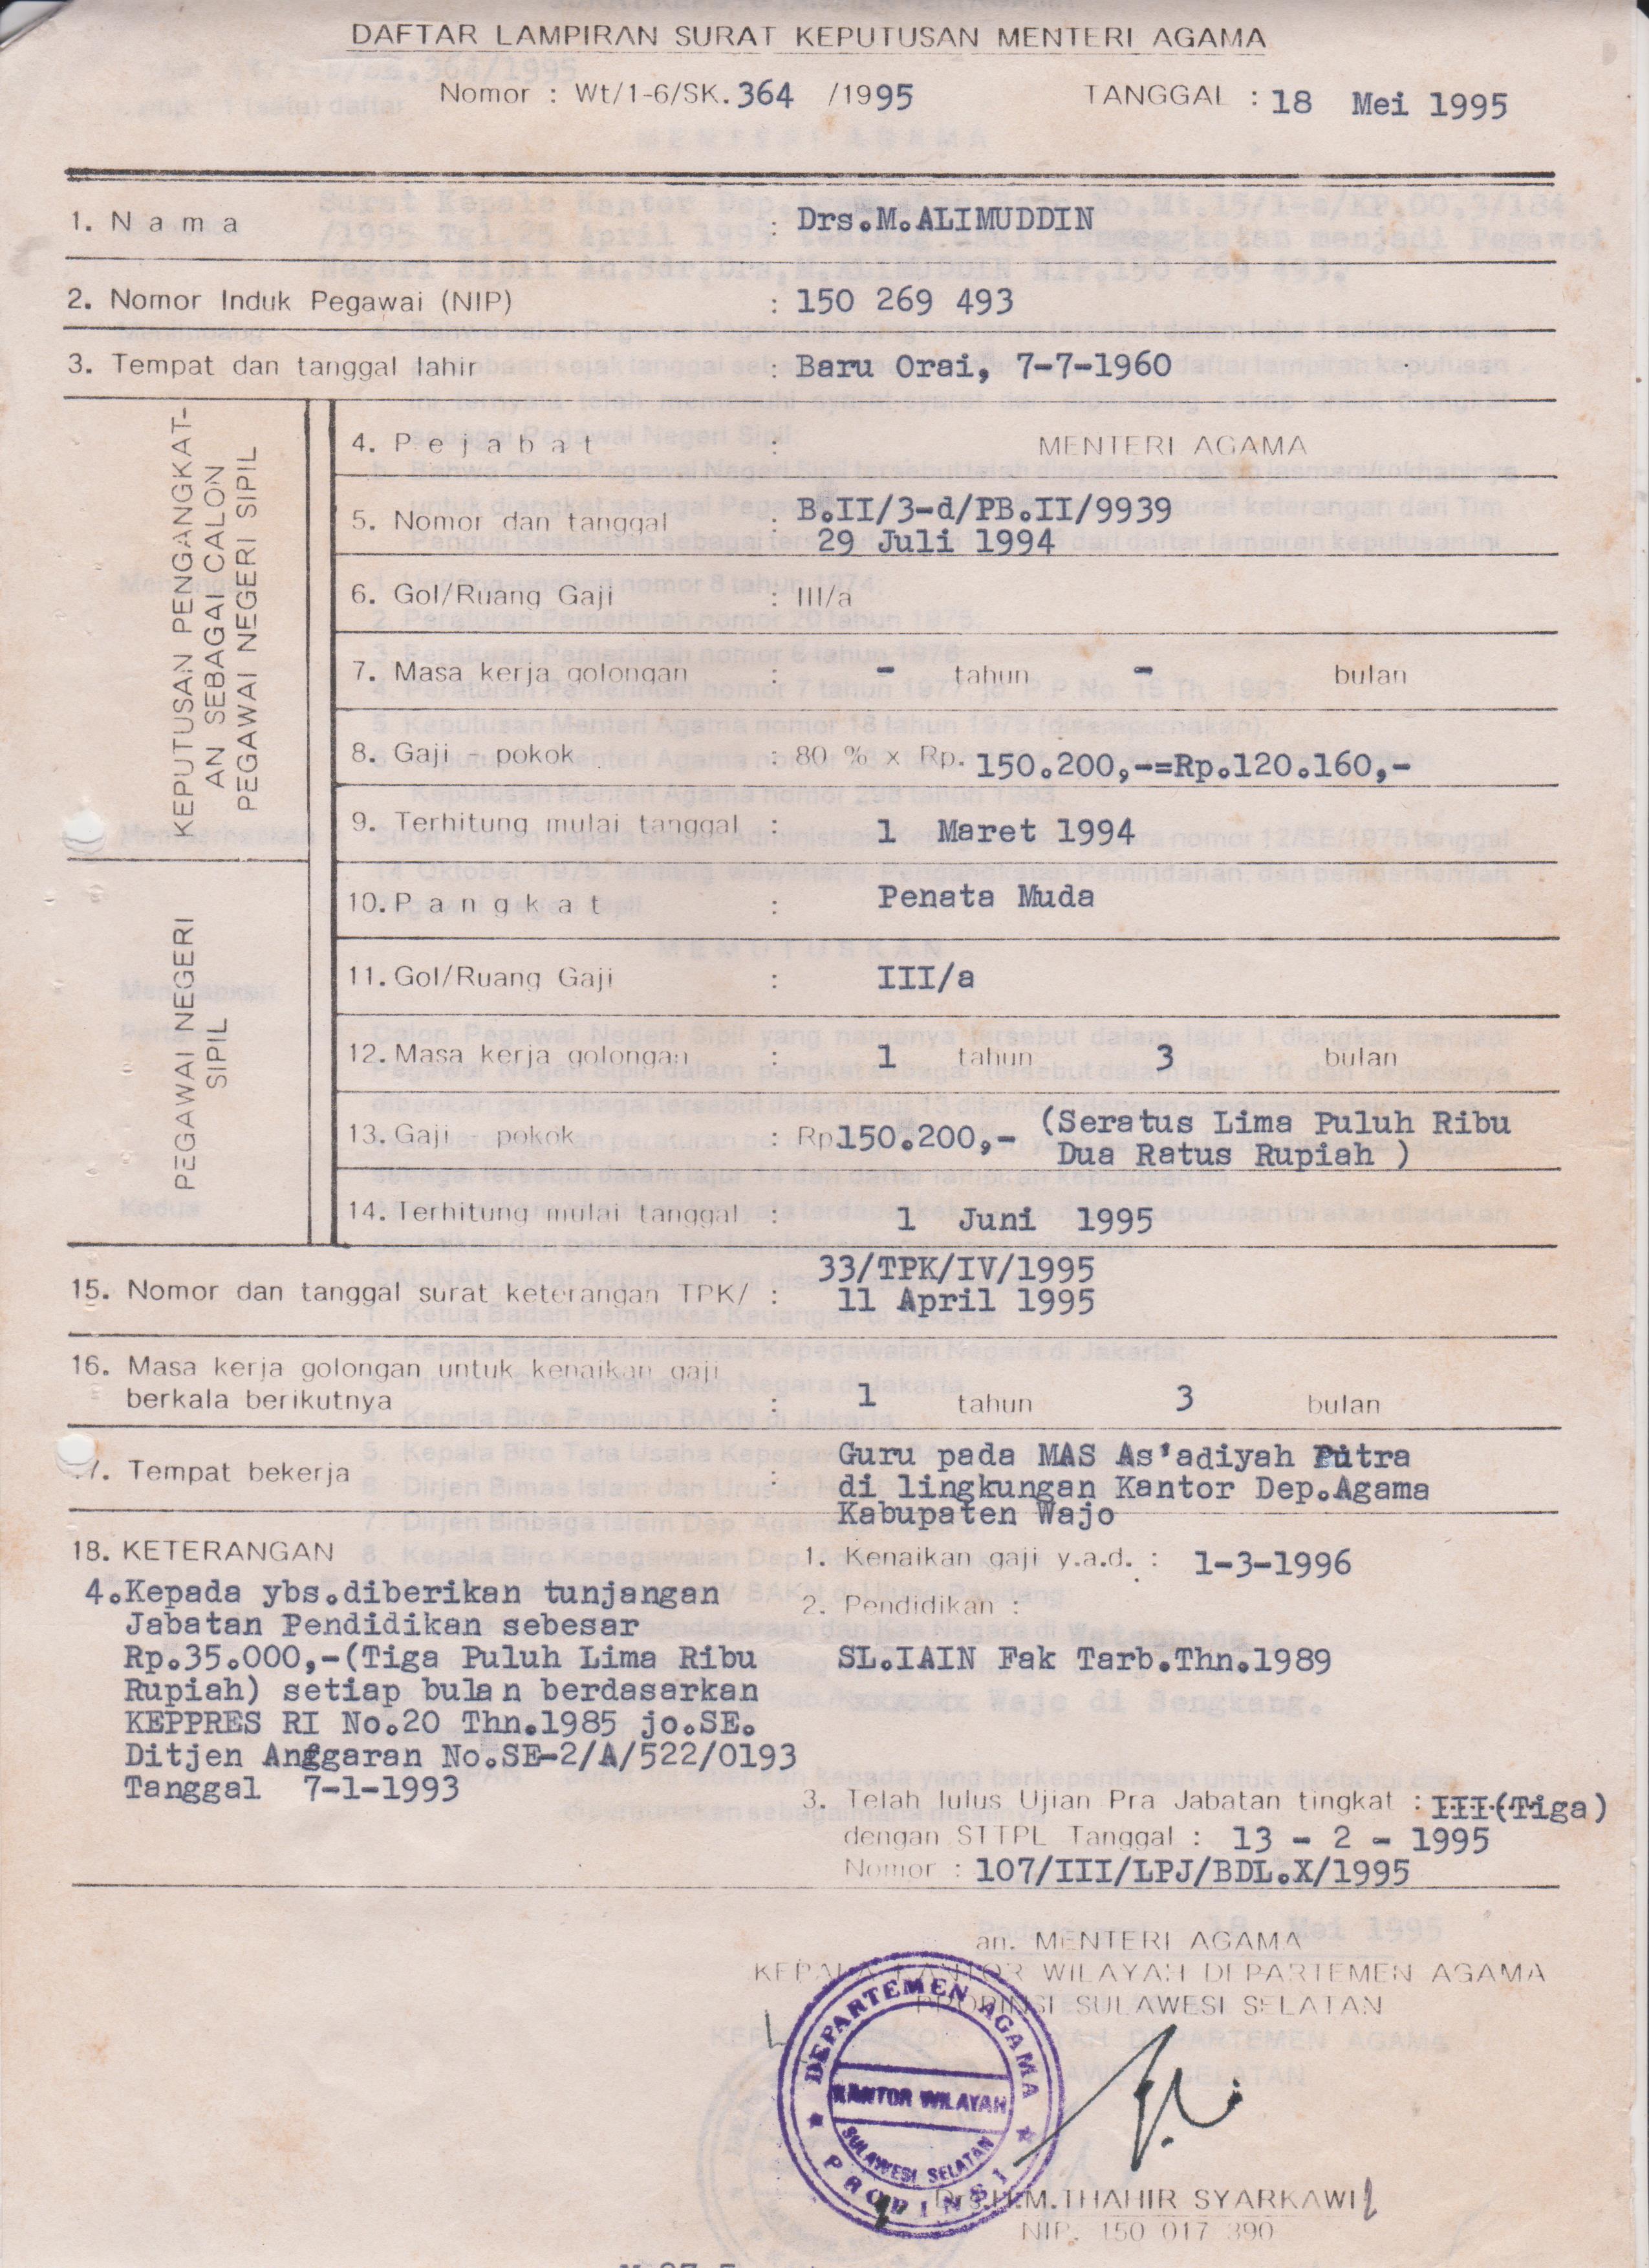 DAFTAR LAMPIRAN SURAT KEPUTUSAN MENTERI AGAMA
Nomor : Wt/1-6/SK.364 /1995 TANGGAL : 18 Mei 1995
1. N a m a : Drs.M.ALIMUDDIN
2. Nomor Induk Pegawai (NIP) : 150 269 493
3. Tempat dan tanggal lahir : Baru Orai, 7-7-1960
KEPUTUSAN PENGANGKAT-
AN SEBAGAI CALON
PEGAWAI NEGERI SIPIL
4. P e j a b a t : MENTERI AGAMA
5. Nomor dan tanggal : B.II/3-d/PB.II/9939
29 Juli 1994
6. Gol/Ruang Gaji : III/a
7. Masa kerja golongan : - tahun - bulan
8. Gaji - pokok : 80 % x Rp. 150.200,-=Rp.120.160,-
9. Terhitung mulai tanggal : 1 Maret 1994
PEGAWAI NEGERI
SIPIL
10. P a n g k a t : Penata Muda
11. Gol/Ruang Gaji : III/a
12. Masa kerja golongan : 1 tahun 3 bulan
13. Gaji - pokok : Rp.150.200,- (Seratus Lima Puluh Ribu
Dua Ratus Rupiah )
14. Terhitung mulai tanggal : 1 Juni 1995
15. Nomor dan tanggal surat keterangan TPK/ : 33/TPK/IV/1995
11 April 1995
16. Masa kerja golongan untuk kenaikan gaji
berkala berikutnya : 1 tahun 3 bulan
17. Tempat bekerja : Guru pada MAS As'adiyah Putra
di lingkungan Kantor Dep.Agama
Kabupaten Wajo
18. KETERANGAN
4.Kepada ybs.diberikan tunjangan
Jabatan Pendidikan sebesar
Rp.35.000,-(Tiga Puluh Lima Ribu
Rupiah) setiap bulan berdasarkan
KEPPRES RI No.20 Thn.1985 jo.SE.
Ditjen Anggaran No.SE-2/A/522/0193
Tanggal 7-1-1993
1. Kenaikan gaji y.a.d. : 1-3-1996
2. Pendidikan :
SL.IAIN Fak Tarb.Thn.1989
3. Telah lulus Ujian Pra Jabatan tingkat : III(Tiga)
dengan STTPL Tanggal : 13 - 2 - 1995
Nomor : 107/III/LPJ/BDL.X/1995
an. MENTERI AGAMA
KEPALA KANTOR WILAYAH DEPARTEMEN AGAMA
PROPINSI SULAWESI SELATAN
DEPARTEMEN AGAMA
KANTOR WILAYAH
SULAWESI SELATAN
PROPINSI
Drs.H.M.THAHIR SYARKAWI
NIP. 150 017 390